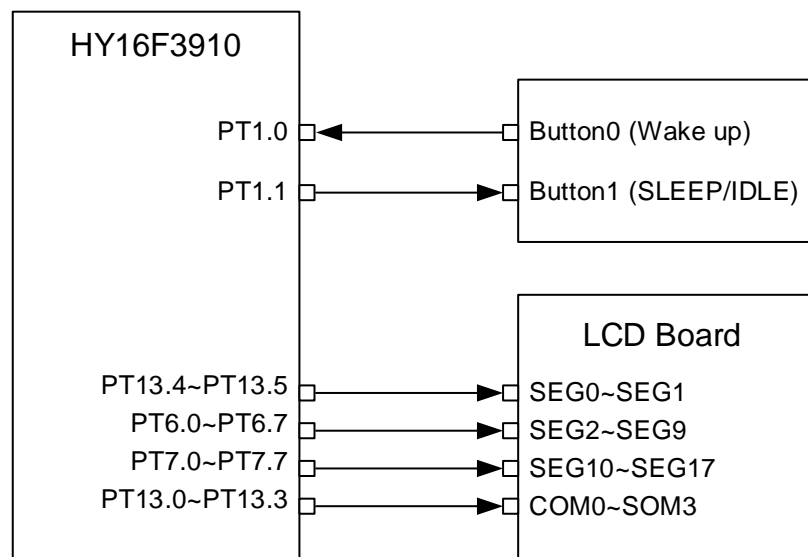 HY16F3910
PT1.0
Button0 (Wake up)
PT1.1
Button1 (SLEEP/IDLE)
LCD Board
PT13.4~PT13.5
SEG0~SEG1
PT6.0~PT6.7
SEG2~SEG9
PT7.0~PT7.7
SEG10~SEG17
PT13.0~PT13.3
COM0~SOM3